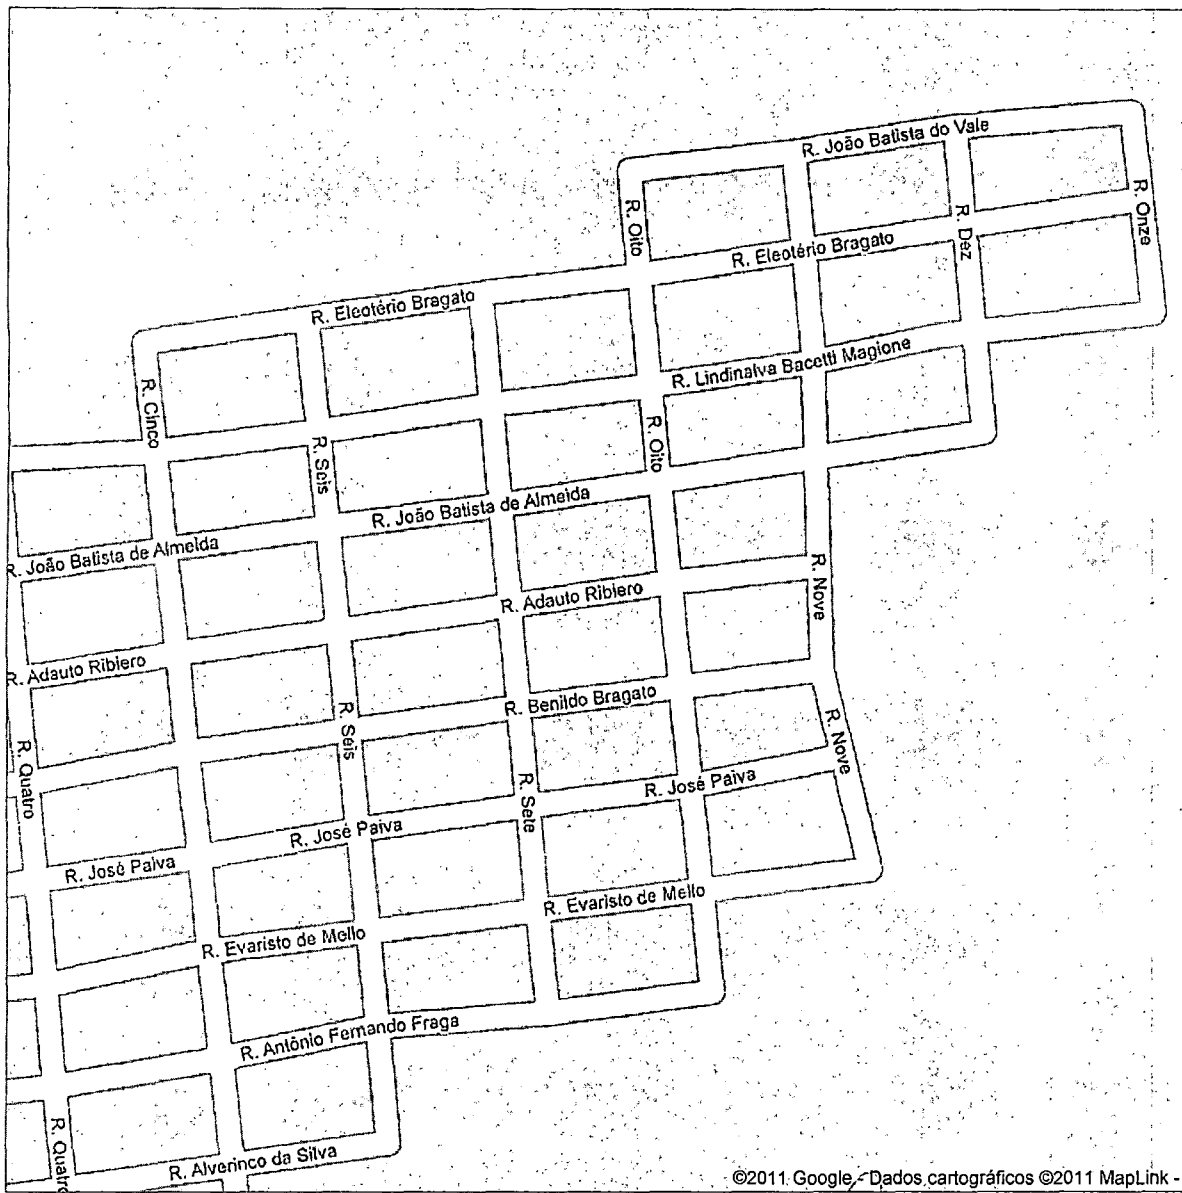 R. João Batista do Vale
R. Oito
R. Onze
R. Dez
R. Eleotério Bragato
R. Eleotério Bragato
R. Lindinalva Bacetti Magione
R. Cinco
R. Seis
R. Oito
R. João Batista de Almeida
R. João Batista de Almeida
R. Nove
R. Adauto Ribiero
R. Adauto Ribiero
R. Benildo Bragato
R. Seis
R. Nove
R. Quatro
R. Sete
R. José Paiva
R. José Paiva
R. José Paiva
R. Evaristo de Mello
R. Evaristo de Mello
R. Antônio Fernando Fraga
R. Quatro
R. Alverinco da Silva
©2011 Google - Dados cartográficos ©2011 MapLink -